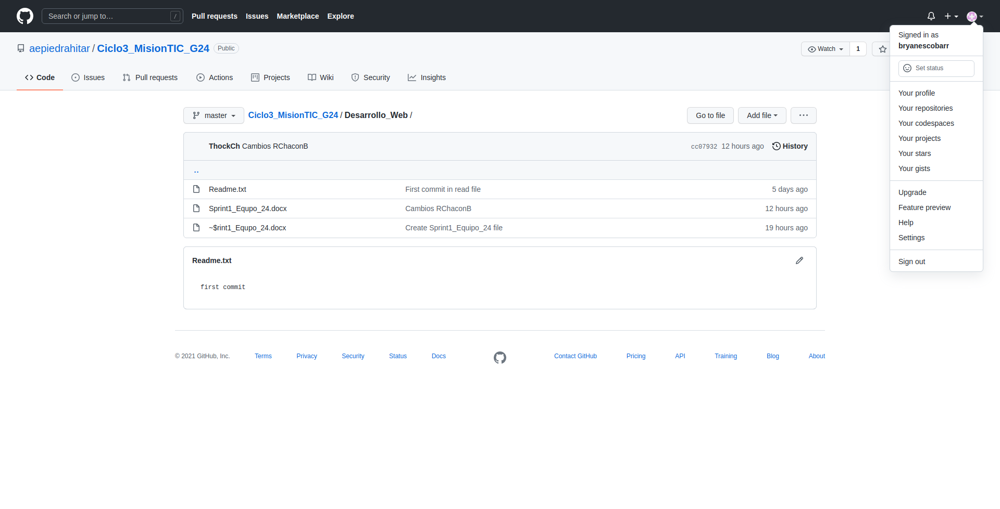 Search or jump to… /
Pull requests Issues Marketplace Explore
Signed in as
bryanescobarr
Set status
Your profile
Your repositories
Your codespaces
Your projects
Your stars
Your gists
Upgrade
Feature preview
Help
Settings
Sign out
aepiedrahitar / Ciclo3_MisionTIC_G24 Public
Watch 1
Code Issues Pull requests Actions Projects Wiki Security Insights
master Ciclo3_MisionTIC_G24 / Desarrollo_Web /
Go to file Add file
ThockCh Cambios RChaconB cc07932 12 hours ago History
..
Readme.txt First commit in read file 5 days ago
Sprint1_Equpo_24.docx Cambios RChaconB 12 hours ago
~$rint1_Equpo_24.docx Create Sprint1_Equipo_24 file 19 hours ago
Readme.txt
first commit
© 2021 GitHub, Inc. Terms Privacy Security Status Docs Contact GitHub Pricing API Training Blog About